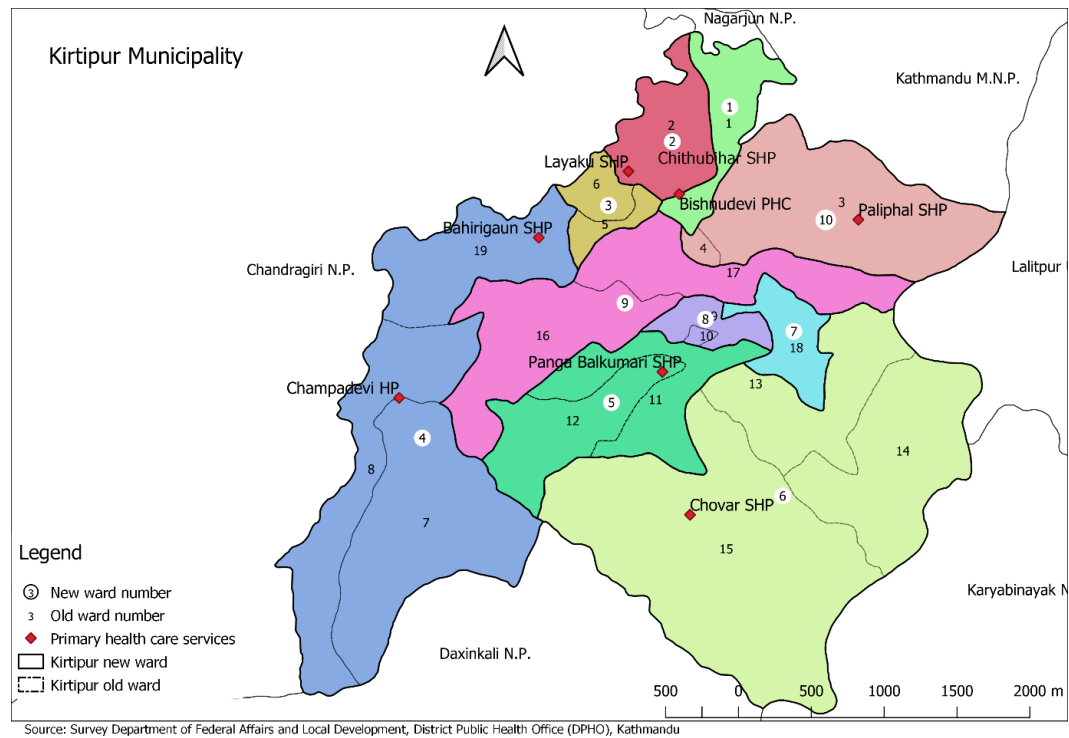 Nagarjun N.P.
Kirtipur Municipality
Kathmandu M.N.P.
1
1
2
2
Chithubihar SHP
Layaku SHP
6
3
5
Bishnudevi PHC
3
10
Paliphal SHP
Bahirigaun SHP
19
4
17
Chandragiri N.P.
Lalitpur
9
8
9
10
7
18
16
Panga Balkumari SHP
13
Champadevi HP
12
5
11
4
8
14
7
6
Chovar SHP
15
Legend
3 New ward number
3 Old ward number
Primary health care services
Kirtipur new ward
Kirtipur old ward
Karyabinayak N
Daxinkali N.P.
500 0 500 1000 1500 2000 m
Source: Survey Department of Federal Affairs and Local Development, District Public Health Office (DPHO), Kathmandu